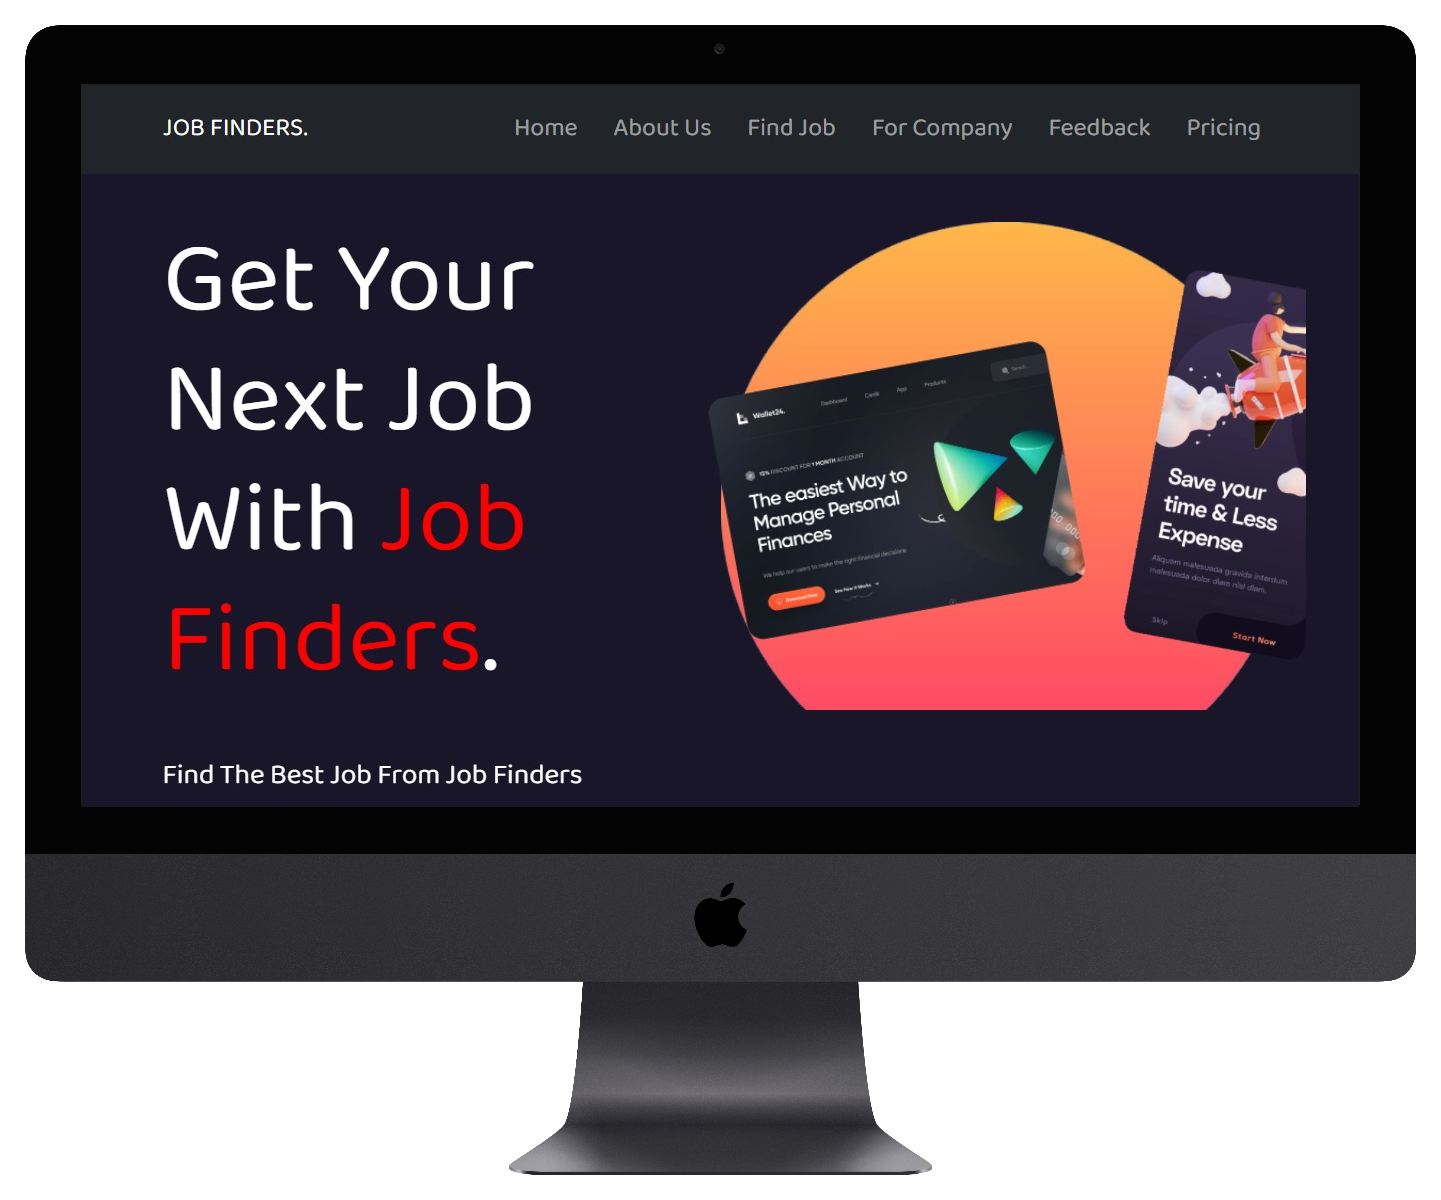 JOB FINDERS.
Home About Us Find Job For Company Feedback Pricing
Get Your
Next Job
With Job
Finders.
Find The Best Job From Job Finders
Wallet24.
Dashboard Cards App Products
Search...
15% DISCOUNT FOR 1 MONTH ACCOUNT
The easiest Way to
Manage Personal
Finances
We help our users to make the right financial decisions
Download Now
See How it Works
Save your
time & Less
Expense
Aliquam malesuada gravida interdum
malesuada dolor diam nisl diam.
Skip
Start Now